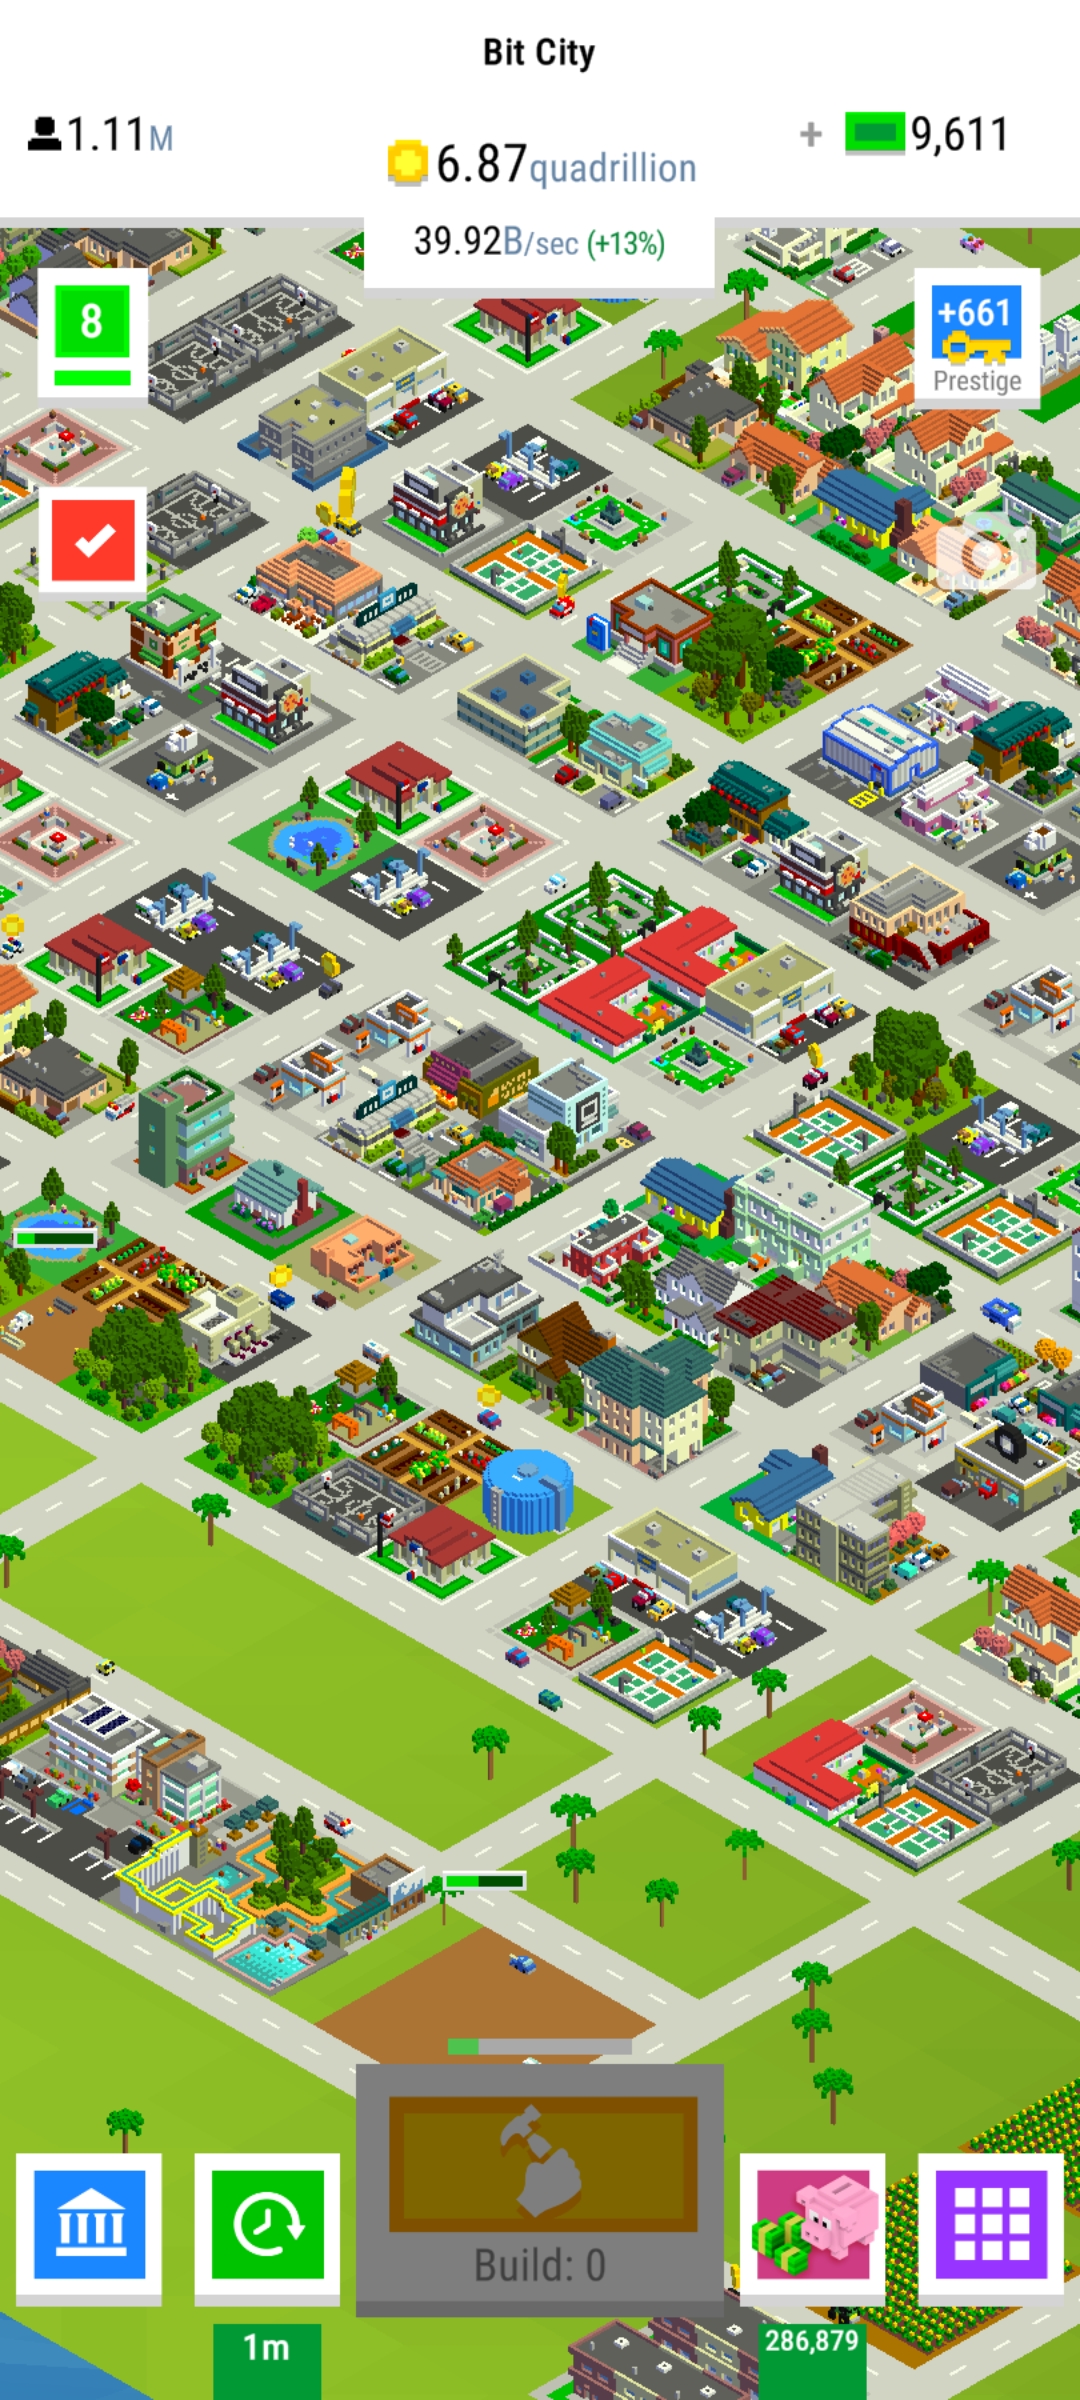 Bit City
1.11M
6.87quadrillion
+ 9,611
39.92B/sec (+13%)
8
+661
Prestige
Build: 0
1m
286,879